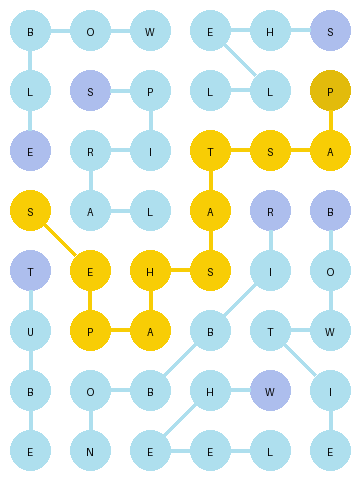 B O W E H S
L S P L L P
E R I T S A
S A L A R B
T E H S I O
U P A B T W
B O B H W I
E N E E L E